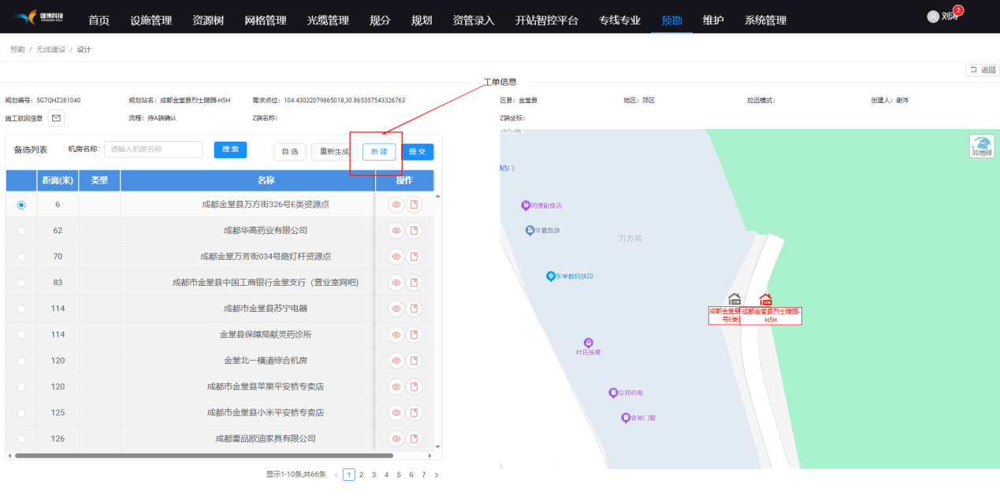 雄博科技
首页 设施管理 资源树 网格管理 光缆管理 规分 规划 资管录入 开站智控平台 专线专业 预勘 维护 系统管理 刘涛 2
预勘 / 无线建设 / 设计
返回
工单信息
规划编号: 5G7QHZ261040 规划站名: 成都金堂县烈士陵园-H5H 需求点位: 104.43022079865018,30.865357543326763 区县: 金堂县 地区: 郊区 拉远模式: 创建人: 谢涔
施工驳回信息 流程: 待A端确认 Z端名称: Z端坐标:
备选列表 机房名称: 请输入机房名称 搜索 自选 重新生成 新建 提交
距离(米) 类型 名称 操作
6 成都金堂县万方街326号E类资源点
62 成都华高药业有限公司
70 成都金堂万芳街034号路灯杆资源点
83 成都市金堂县中国工商银行金堂支行（营业室网吧)
114 成都市金堂县苏宁电器
114 金堂县保障局献灵药诊所
120 金堂北一横道综合机房
120 成都市金堂县苹果平安桥专卖店
125 成都市金堂县小米平安桥专卖店
126 成都壹品欧迪家具有限公司
显示1-10条,共66条 < 1 2 3 4 5 6 7 >
西门
3D地球
同捷副食店
华夏旅游
万方苑
东举数码快印
成都金堂县
号E类
成都金堂县烈士陵园-
H5H
叶氏按摩
众邦机电
金驰门窗